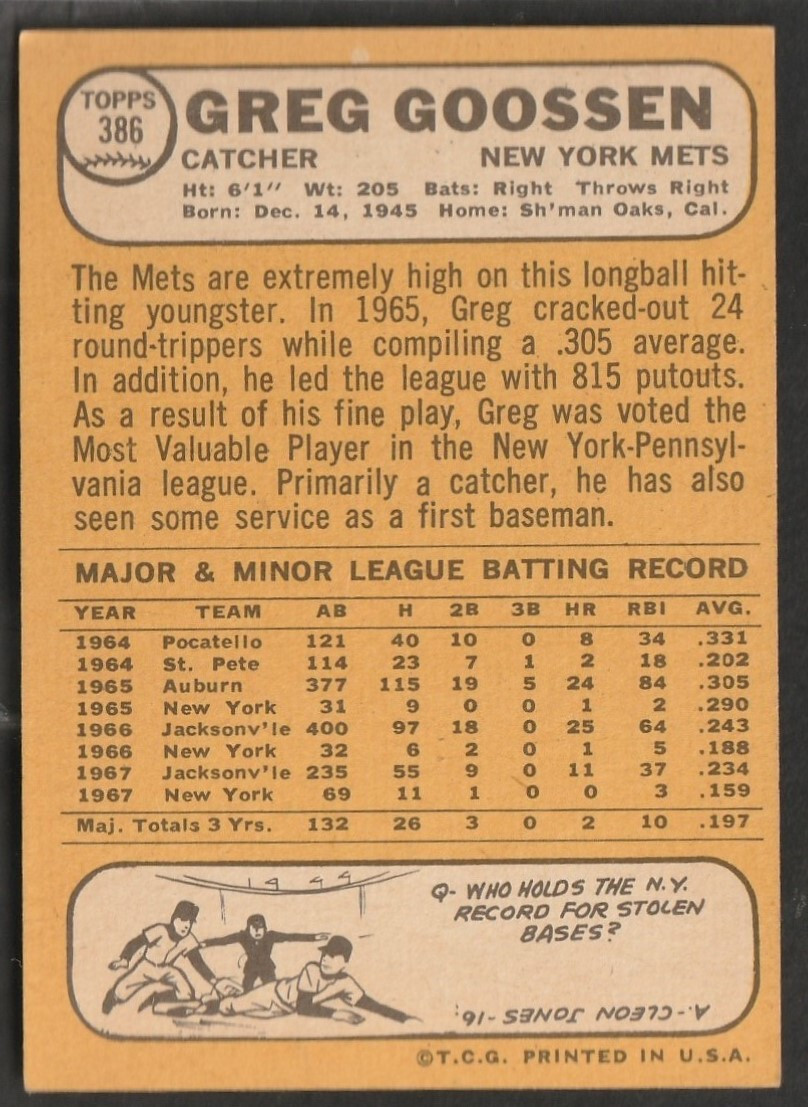 TOPPS
386
GREG GOOSSEN
CATCHER NEW YORK METS
Ht: 6'1" Wt: 205 Bats: Right Throws Right
Born: Dec. 14, 1945 Home: Sh'man Oaks, Cal.
The Mets are extremely high on this longball hit-
ting youngster. In 1965, Greg cracked-out 24
round-trippers while compiling a .305 average.
In addition, he led the league with 815 putouts.
As a result of his fine play, Greg was voted the
Most Valuable Player in the New York-Pennsyl-
vania league. Primarily a catcher, he has also
seen some service as a first baseman.
MAJOR & MINOR LEAGUE BATTING RECORD
YEAR TEAM AB H 2B 3B HR RBI AVG.
1964 Pocatello 121 40 10 0 8 34 .331
1964 St. Pete 114 23 7 1 2 18 .202
1965 Auburn 377 115 19 5 24 84 .305
1965 New York 31 9 0 0 1 2 .290
1966 Jacksonv'le 400 97 18 0 25 64 .243
1966 New York 32 6 2 0 1 5 .188
1967 Jacksonv'le 235 55 9 0 11 37 .234
1967 New York 69 11 1 0 0 3 .159
Maj. Totals 3 Yrs. 132 26 3 0 2 10 .197
Q- WHO HOLDS THE N.Y.
RECORD FOR STOLEN
BASES?
A- CLEON JONES -16.
©T.C.G. PRINTED IN U.S.A.